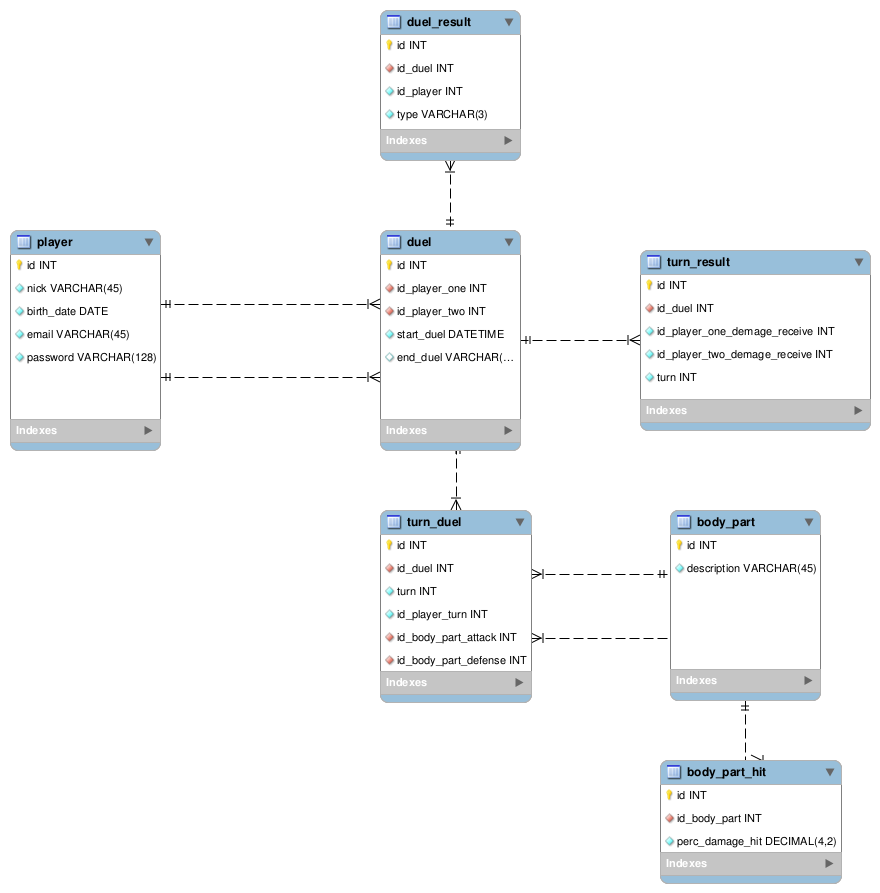 duel_result
id INT
id_duel INT
id_player INT
type VARCHAR(3)
Indexes
player
id INT
nick VARCHAR(45)
birth_date DATE
email VARCHAR(45)
password VARCHAR(128)
Indexes
duel
id INT
id_player_one INT
id_player_two INT
start_duel DATETIME
end_duel VARCHAR(...
Indexes
turn_result
id INT
id_duel INT
id_player_one_demage_receive INT
id_player_two_demage_receive INT
turn INT
Indexes
turn_duel
id INT
id_duel INT
turn INT
id_player_turn INT
id_body_part_attack INT
id_body_part_defense INT
Indexes
body_part
id INT
description VARCHAR(45)
Indexes
body_part_hit
id INT
id_body_part INT
perc_damage_hit DECIMAL(4,2)
Indexes